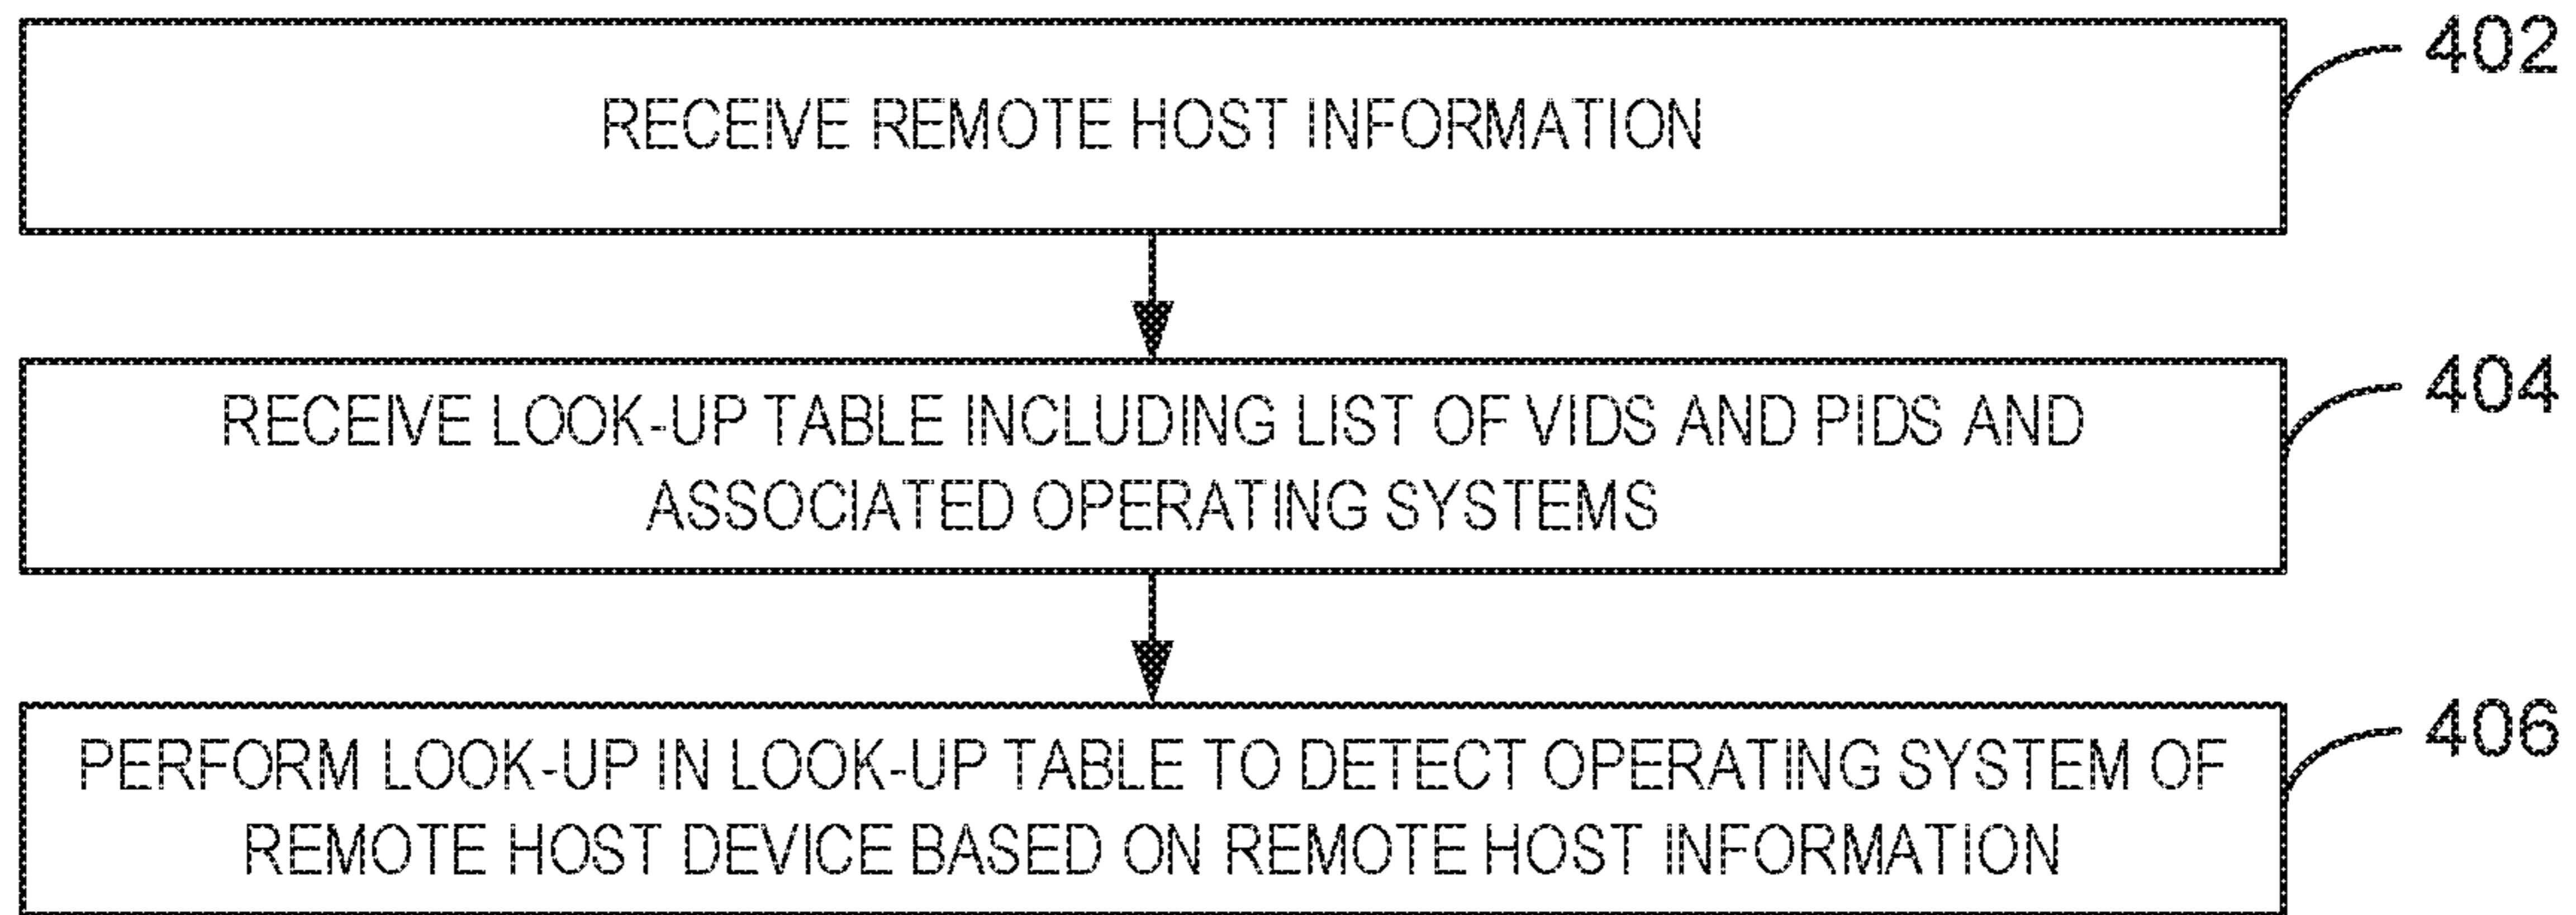 402
RECEIVE REMOTE HOST INFORMATION
404
RECEIVE LOOK-UP TABLE INCLUDING LIST OF VIDS AND PIDS AND
ASSOCIATED OPERATING SYSTEMS
406
PERFORM LOOK-UP IN LOOK-UP TABLE TO DETECT OPERATING SYSTEM OF
REMOTE HOST DEVICE BASED ON REMOTE HOST INFORMATION